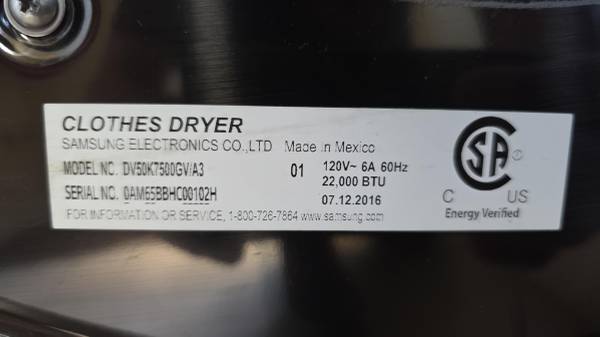 CLOTHES DRYER
SAMSUNG ELECTRONICS CO.,LTD Made in Mexico
MODEL NO. DV50K7500GV/A3 01 120V~ 6A 60Hz
22,000 BTU
SERIAL NO. 0AM65BBHC00102H 07.12.2016
FOR INFORMATION OR SERVICE, 1-800-726-7864 www.samsung.com
CSA
C US
Energy Verified